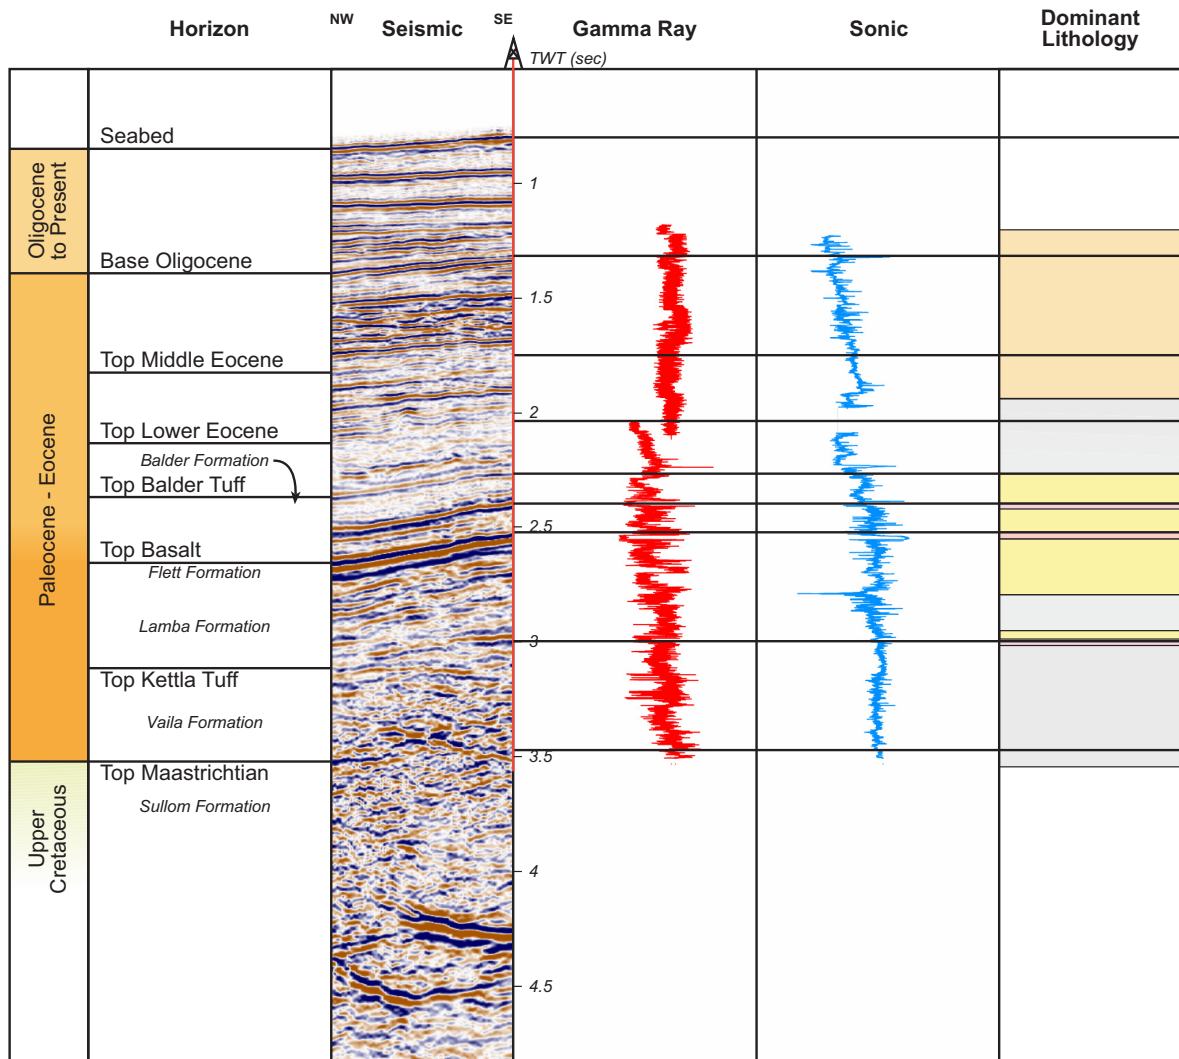 Horizon
NW
Seismic
SE
Gamma Ray
Sonic
Dominant
Lithology
TWT (sec)
Seabed
Oligocene
to Present
1
Base Oligocene
1.5
Top Middle Eocene
2
Top Lower Eocene
Balder Formation
Top Balder Tuff
Paleocene - Eocene
2.5
Top Basalt
Flett Formation
Lamba Formation
3
Top Kettla Tuff
Vaila Formation
3.5
Top Maastrichtian
Sullom Formation
Upper
Cretaceous
4
4.5